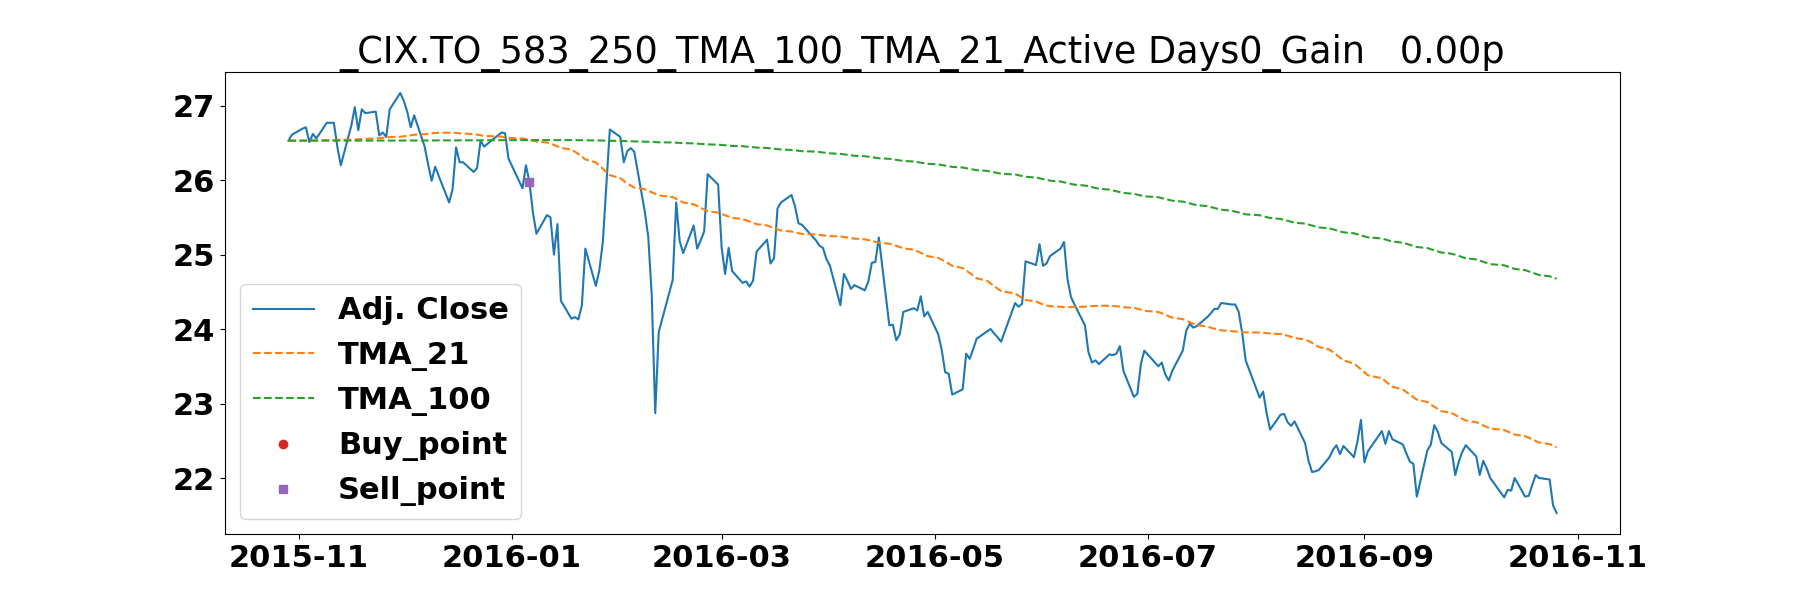 _CIX.TO_583_250_TMA_100_TMA_21_Active Days0_Gain   0.00p
27
26
25
24
23
22
Adj. Close
TMA_21
TMA_100
Buy_point
Sell_point
2015-11 2016-01 2016-03 2016-05 2016-07 2016-09 2016-11